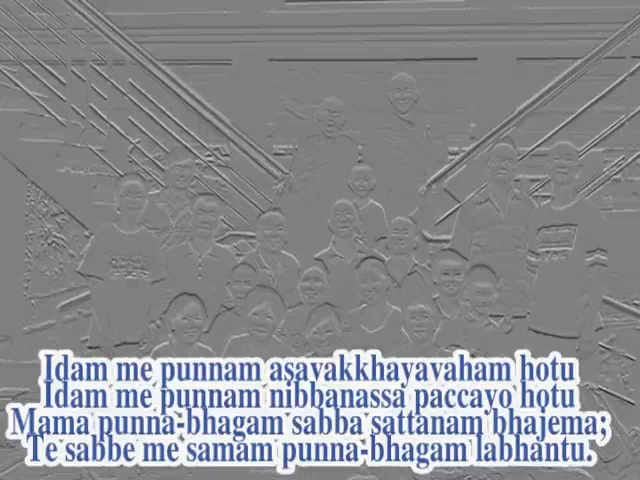 Idam me punnam asavakkhayavaham hotu
Idam me punnam nibbanassa paccayo hotu
Mama punna-bhagam sabba sattanam bhajema;
Te sabbe me samam punna-bhagam labhantu.